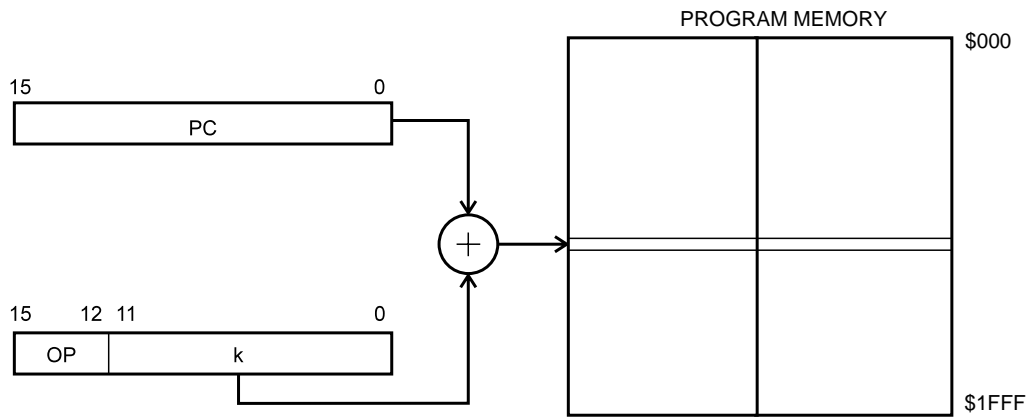 PROGRAM MEMORY
$000
15 0
PC
+
15 12 11 0
OP k
$1FFF